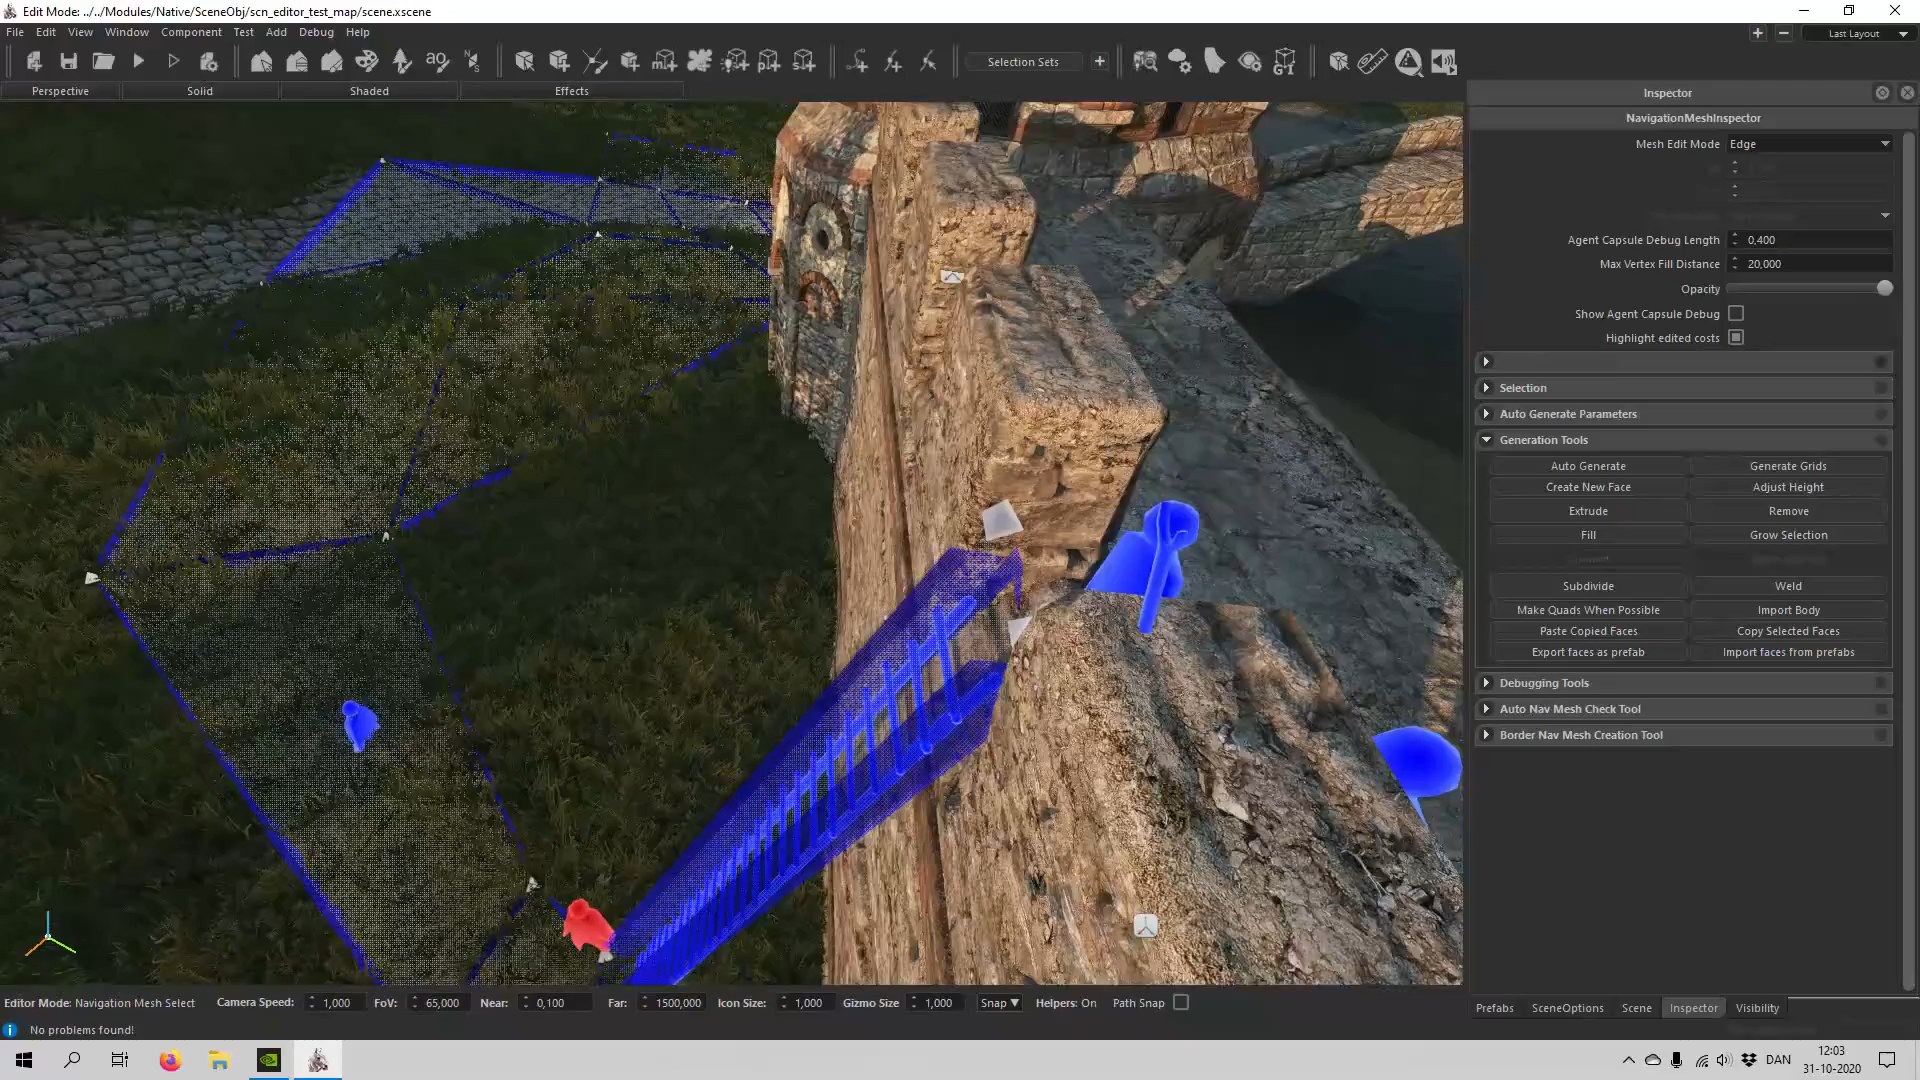 Edit Mode: ../../Modules/Native/SceneObj/scn_editor_test_map/scene.xscene
File Edit View Window Component Test Add Debug Help
Last Layout
Selection Sets
Perspective Solid Shaded Effects
Inspector
NavigationMeshInspector
Mesh Edit Mode Edge
Agent Capsule Debug Length 0,400
Max Vertex Fill Distance 20,000
Opacity
Show Agent Capsule Debug
Highlight edited costs
Selection
Auto Generate Parameters
Generation Tools
Auto Generate Generate Grids
Create New Face Adjust Height
Extrude Remove
Fill Grow Selection
Subdivide Weld
Make Quads When Possible Import Body
Paste Copied Faces Copy Selected Faces
Export faces as prefab Import faces from prefabs
Debugging Tools
Auto Nav Mesh Check Tool
Border Nav Mesh Creation Tool
Editor Mode: Navigation Mesh Select Camera Speed: 1,000 FoV: 65,000 Near: 0,100 Far: 1500,000 Icon Size: 1,000 Gizmo Size 1,000 Snap Helpers: On Path Snap
Prefabs SceneOptions Scene Inspector Visibility
No problems found!
DAN
12:03
31-10-2020